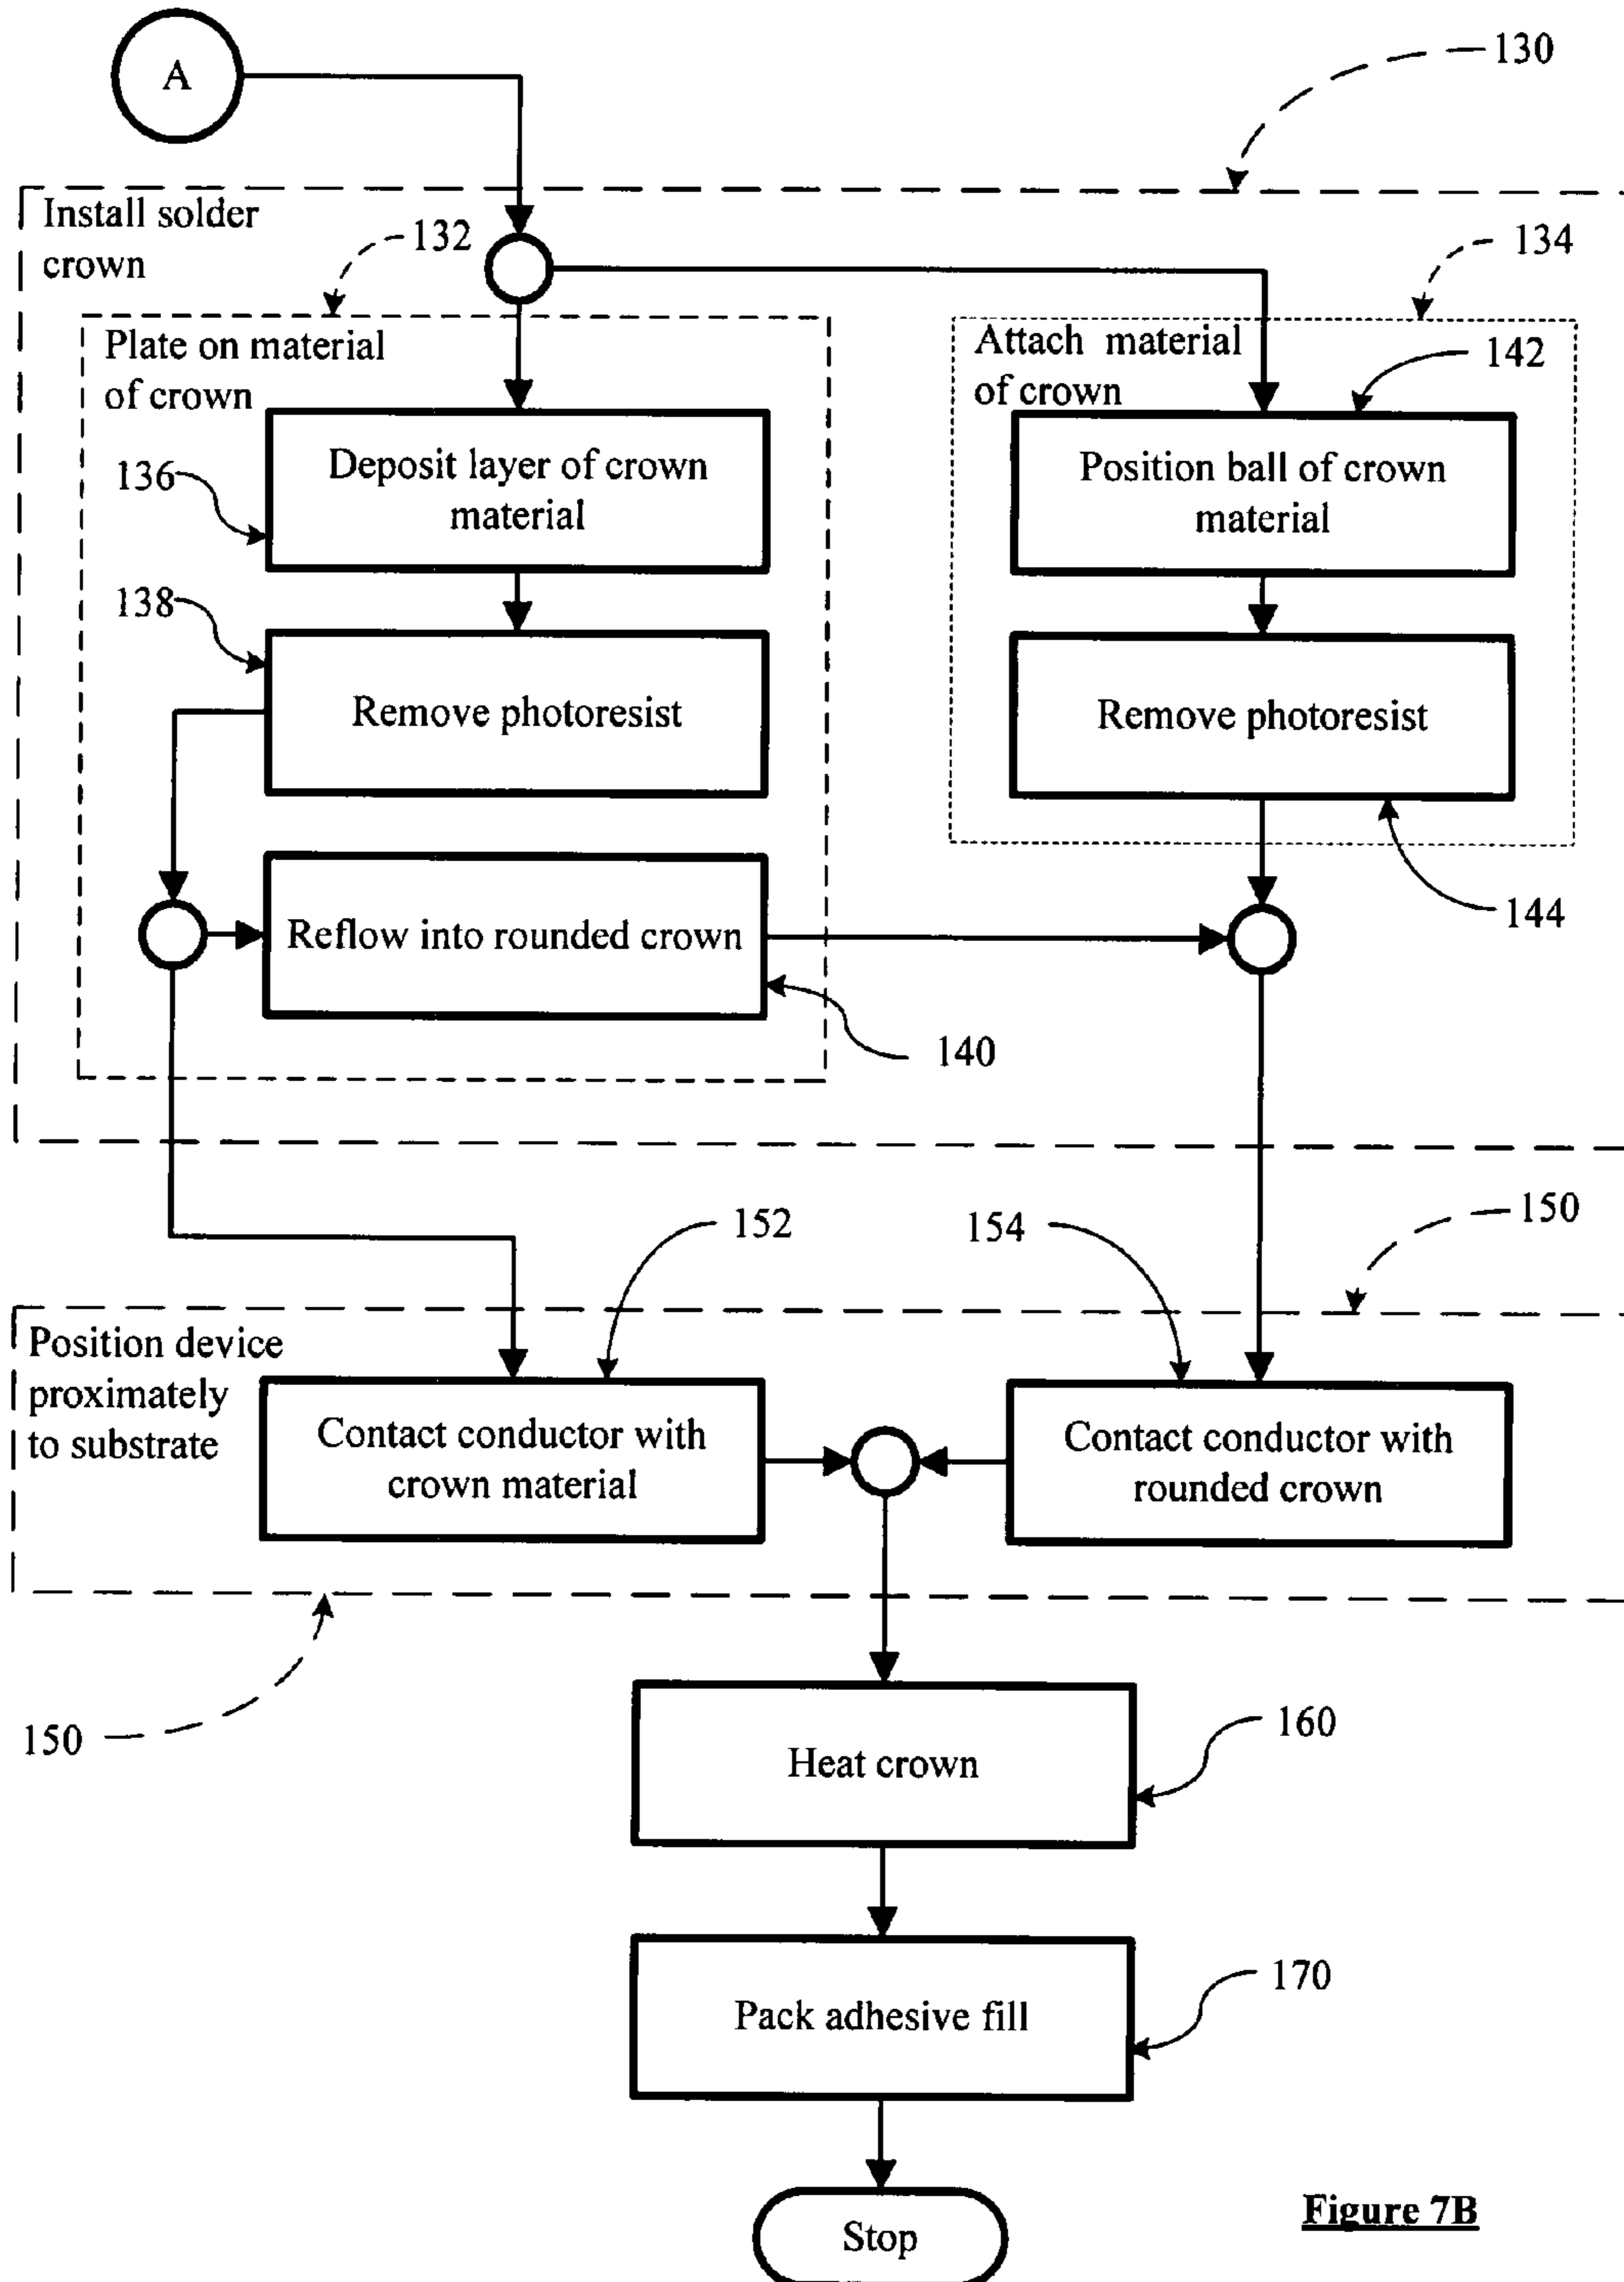 A
130
Install solder
crown
132
134
Plate on material
of crown
Attach material
of crown
142
136
Deposit layer of crown
material
Position ball of crown
material
138
Remove photoresist
Remove photoresist
144
Reflow into rounded crown
140
152
154
150
Position device
proximately
to substrate
Contact conductor with
crown material
Contact conductor with
rounded crown
150
160
Heat crown
170
Pack adhesive fill
Stop
Figure 7B